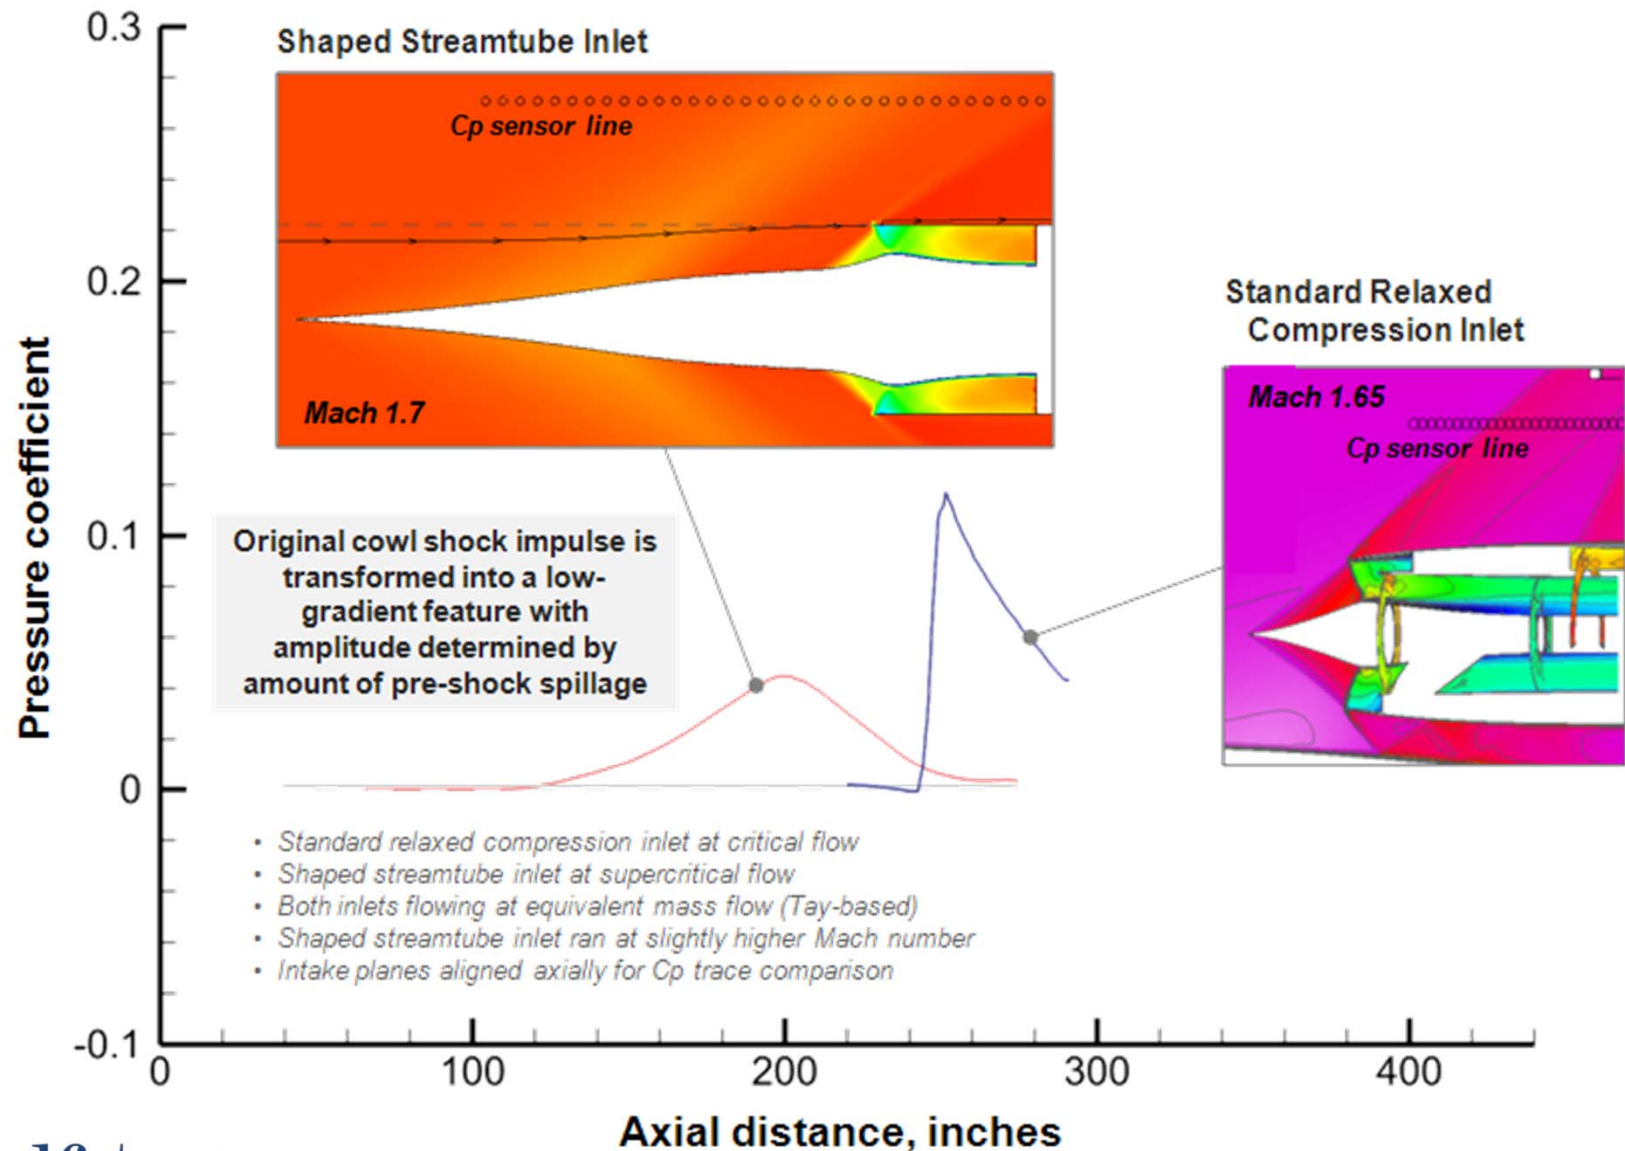 0.3
Shaped Streamtube Inlet
Cp sensor line
Mach 1.7
0.2
Standard Relaxed
Compression Inlet
Mach 1.65
Cp sensor line
Pressure coefficient
0.1
Original cowl shock impulse is
transformed into a low-
gradient feature with
amplitude determined by
amount of pre-shock spillage
0
• Standard relaxed compression inlet at critical flow
• Shaped streamtube inlet at supercritical flow
• Both inlets flowing at equivalent mass flow (Tay-based)
• Shaped streamtube inlet ran at slightly higher Mach number
• Intake planes aligned axially for Cp trace comparison
-0.1
0 100 200 300 400
Axial distance, inches